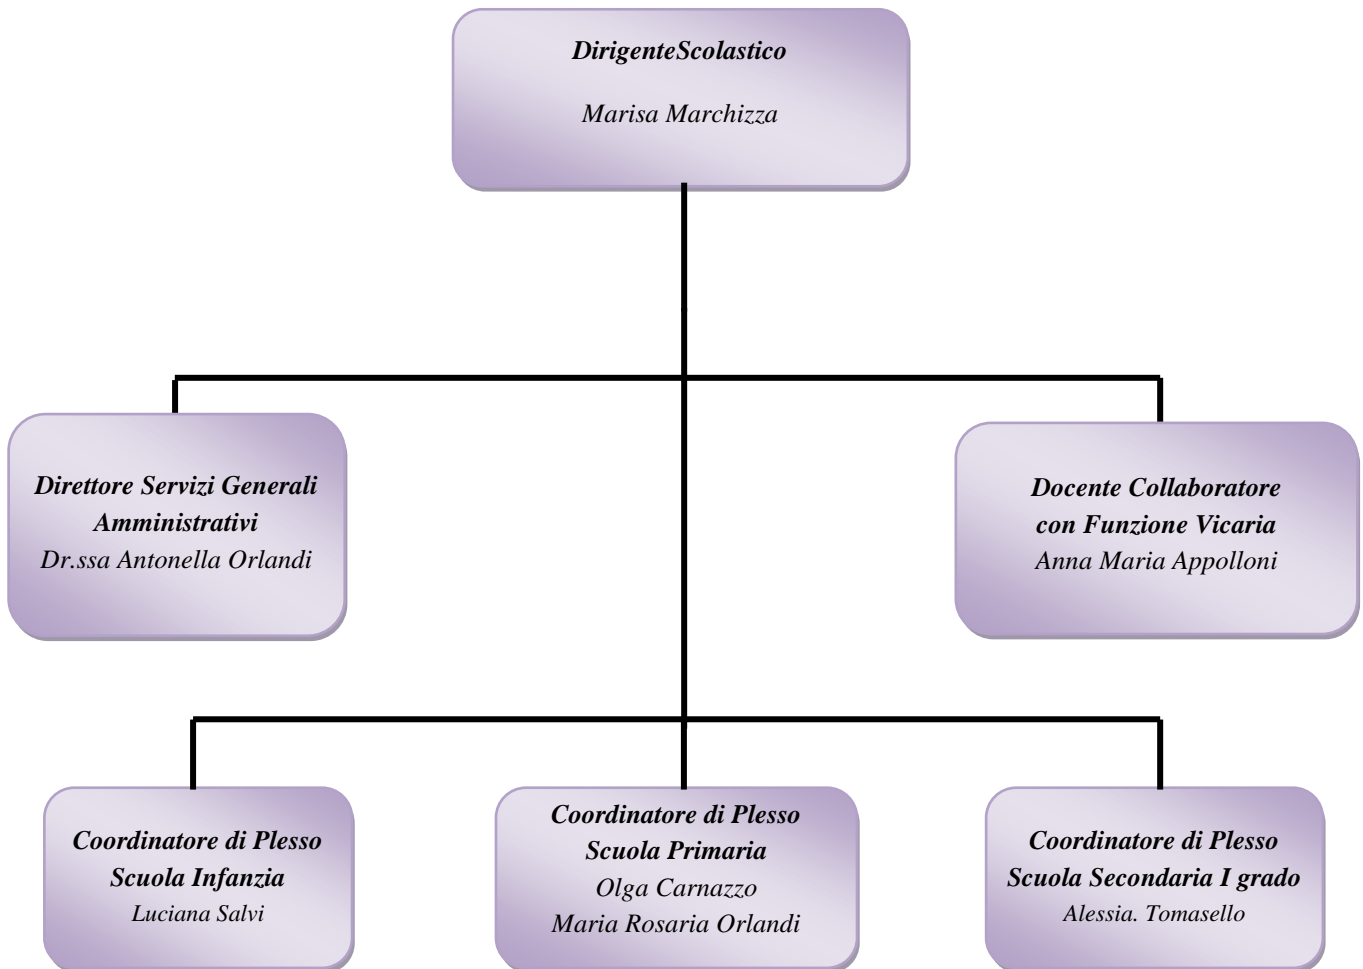 DirigenteScolastico
Marisa Marchizza
Direttore Servizi Generali
Amministrativi
Dr.ssa Antonella Orlandi
Docente Collaboratore
con Funzione Vicaria
Anna Maria Appolloni
Coordinatore di Plesso
Scuola Infanzia
Luciana Salvi
Coordinatore di Plesso
Scuola Primaria
Olga Carnazzo
Maria Rosaria Orlandi
Coordinatore di Plesso
Scuola Secondaria I grado
Alessia. Tomasello